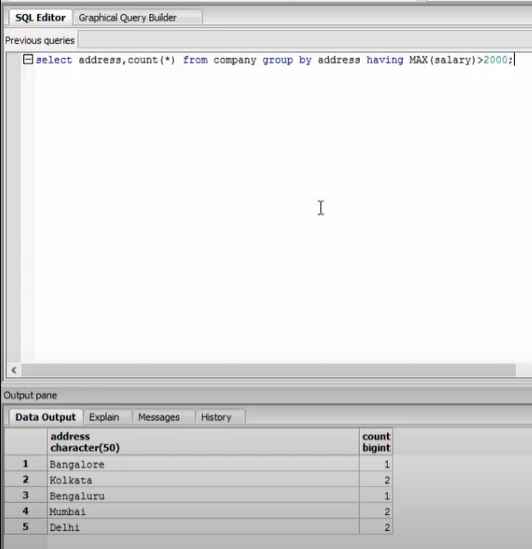 SQL Editor Graphical Query Builder
Previous queries
select address,count(*) from company group by address having MAX(salary)>2000;
Output pane
Data Output Explain Messages History
address count
character(50) bigint
1 Bangalore 1
2 Kolkata 2
3 Bengaluru 1
4 Mumbai 2
5 Delhi 2